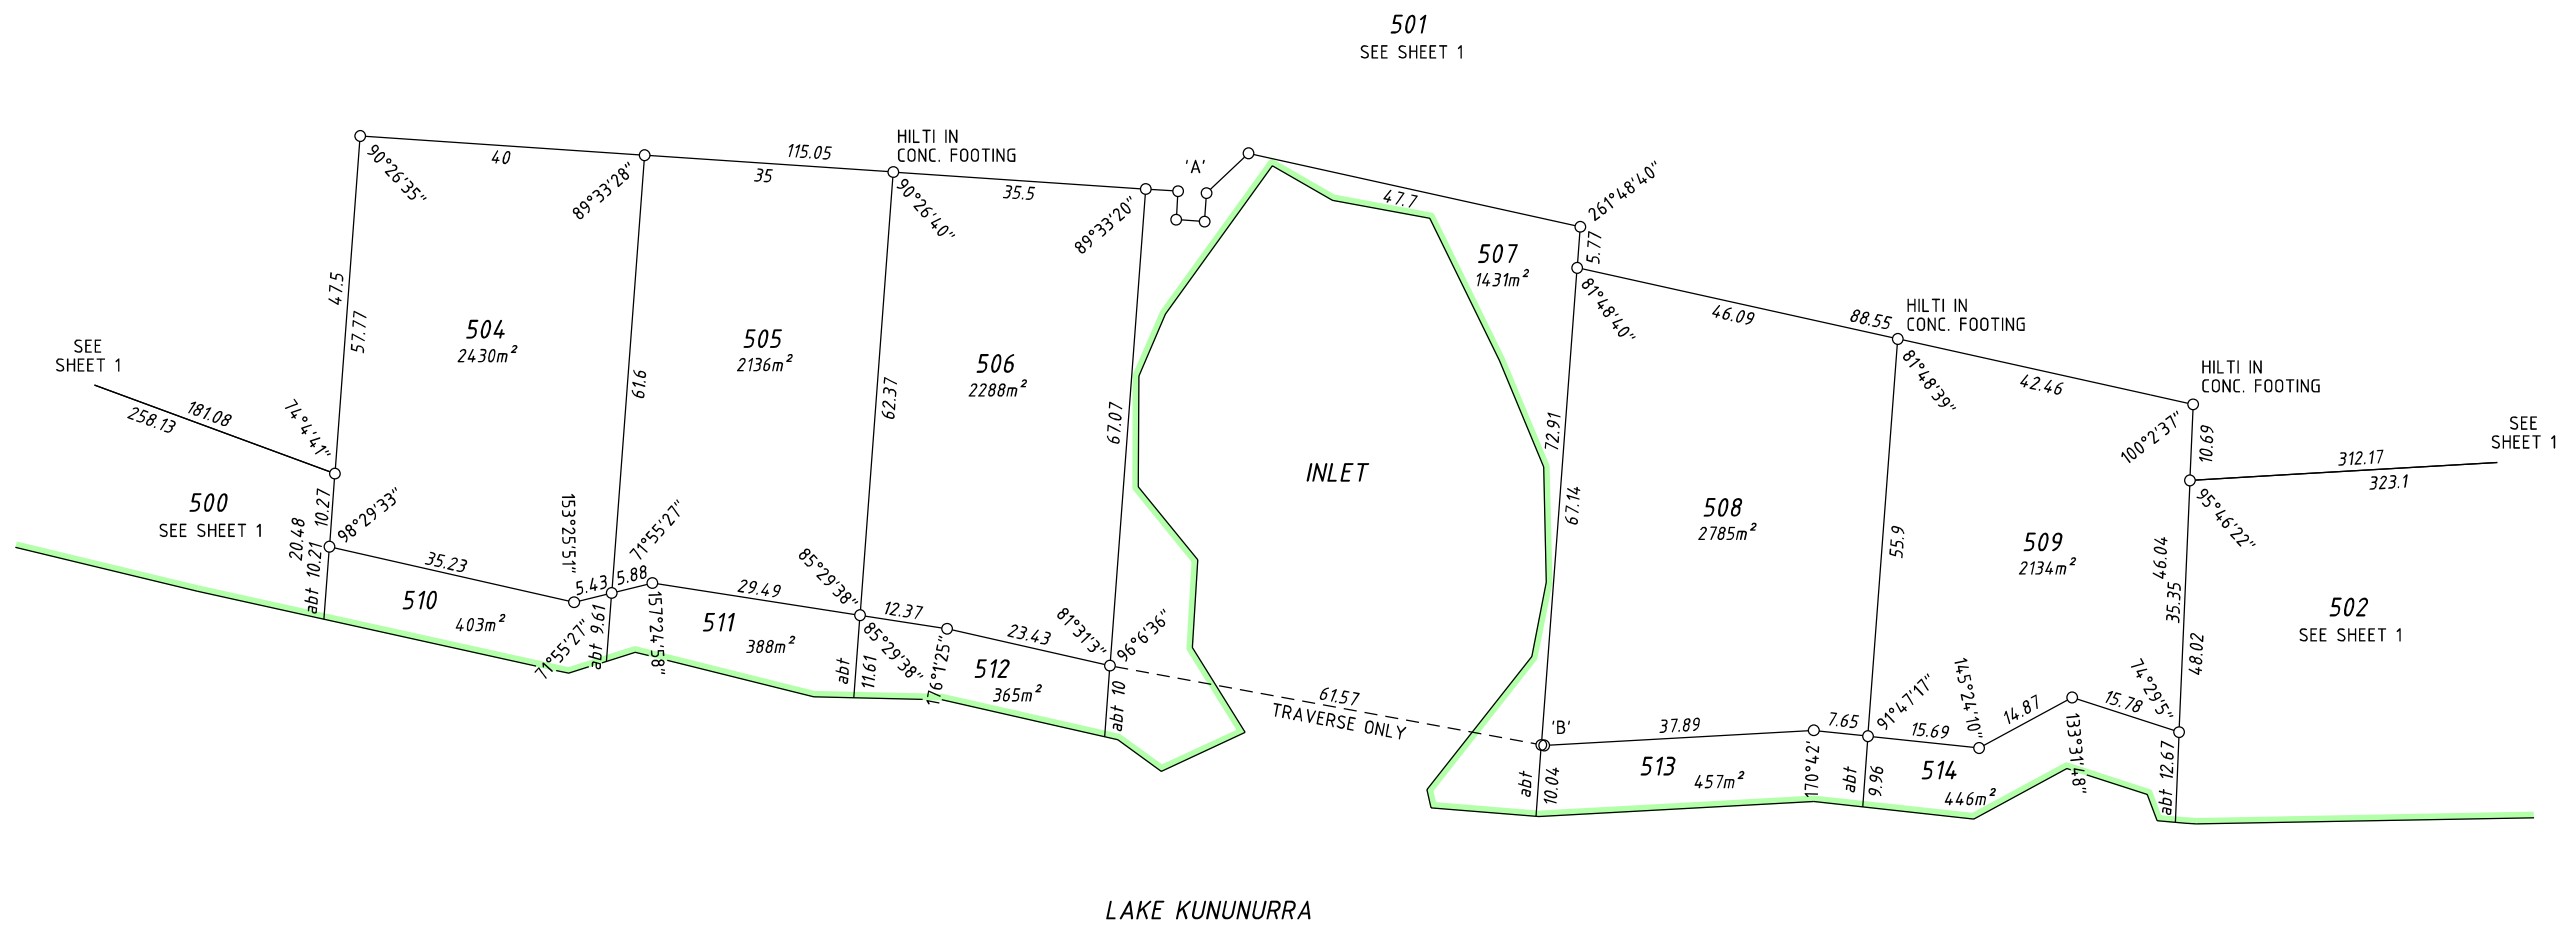 501
SEE SHEET 1
HILTI IN
CONC. FOOTING
40
115.05
35
35.5
'A'
90°26'35"
89°33'28"
90°26'40"
89°33'20"
47.7
261°48'40"
5.77
507
1431m²
81°48'40"
47.5
57.77
504
2430m²
505
2136m²
506
2288m²
61.6
62.37
67.07
46.09
88.55
HILTI IN
CONC. FOOTING
81°48'39"
42.46
HILTI IN
CONC. FOOTING
100°2'37"
10.69
SEE
SHEET 1
181.08
258.13
74°4'41"
INLET
72.91
67.14
312.17
323.1
SEE
SHEET 1
95°46'22"
500
SEE SHEET 1
20.48
10.27
98°29'33"
abt 10.21
35.23
153°25'51"
5.43
5.88
71°55'27"
29.49
85°29'38"
12.37
23.43
81°31'3"
96°6'36"
508
2785m²
55.9
509
2134m²
46.04
35.35
48.02
502
SEE SHEET 1
510
403m²
71°55'27"
abt 9.61
157°24'58"
511
388m²
abt
11.61
85°29'38"
176°1'25"
512
365m²
abt 10
61.57
TRAVERSE ONLY
'B'
37.89
7.65
91°47'17"
15.69
145°24'10"
14.87
15.78
74°29'5"
133°31'48"
abt
10.04
513
457m²
170°42'
abt
9.96
514
446m²
abt 12.67
LAKE KUNUNURRA